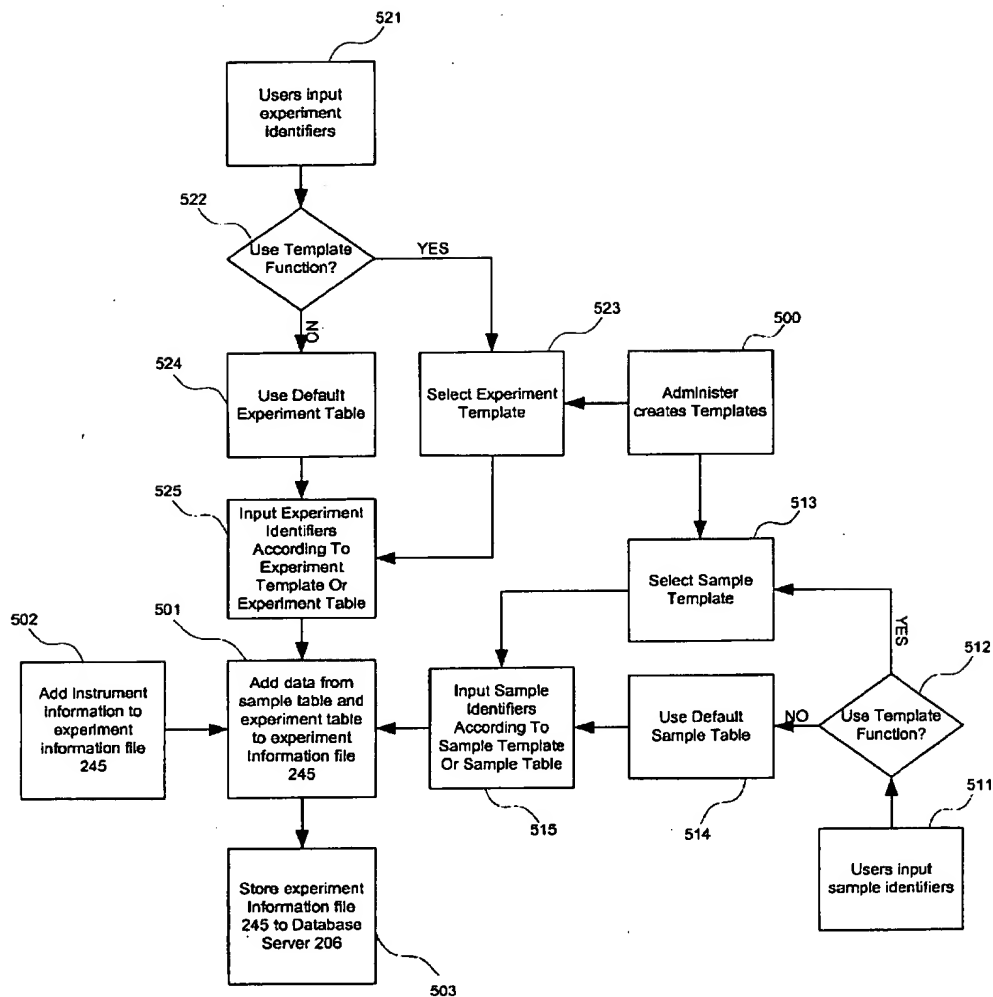 521
Users input
experiment
Identifiers
522
Use Template
Function?
YES
NO
523
500
524
Use Default
Experiment Table
Select Experiment
Template
Administer
creates Templates
525
513
Input Experiment
Identifiers
According To
Experiment
Template Or
Experiment Table
Select Sample
Template
YES
502
501
512
Add Instrument
information to
experiment
information file
245
Add data from
sample table and
experiment table
to experiment
Information file
245
Input Sample
Identifiers
According To
Sample Template
Or Sample Table
Use Default
Sample Table
NO
Use Template
Function?
515
514
511
Users input
sample identifiers
Store experiment
Information file
245 to Database
Server 206
503